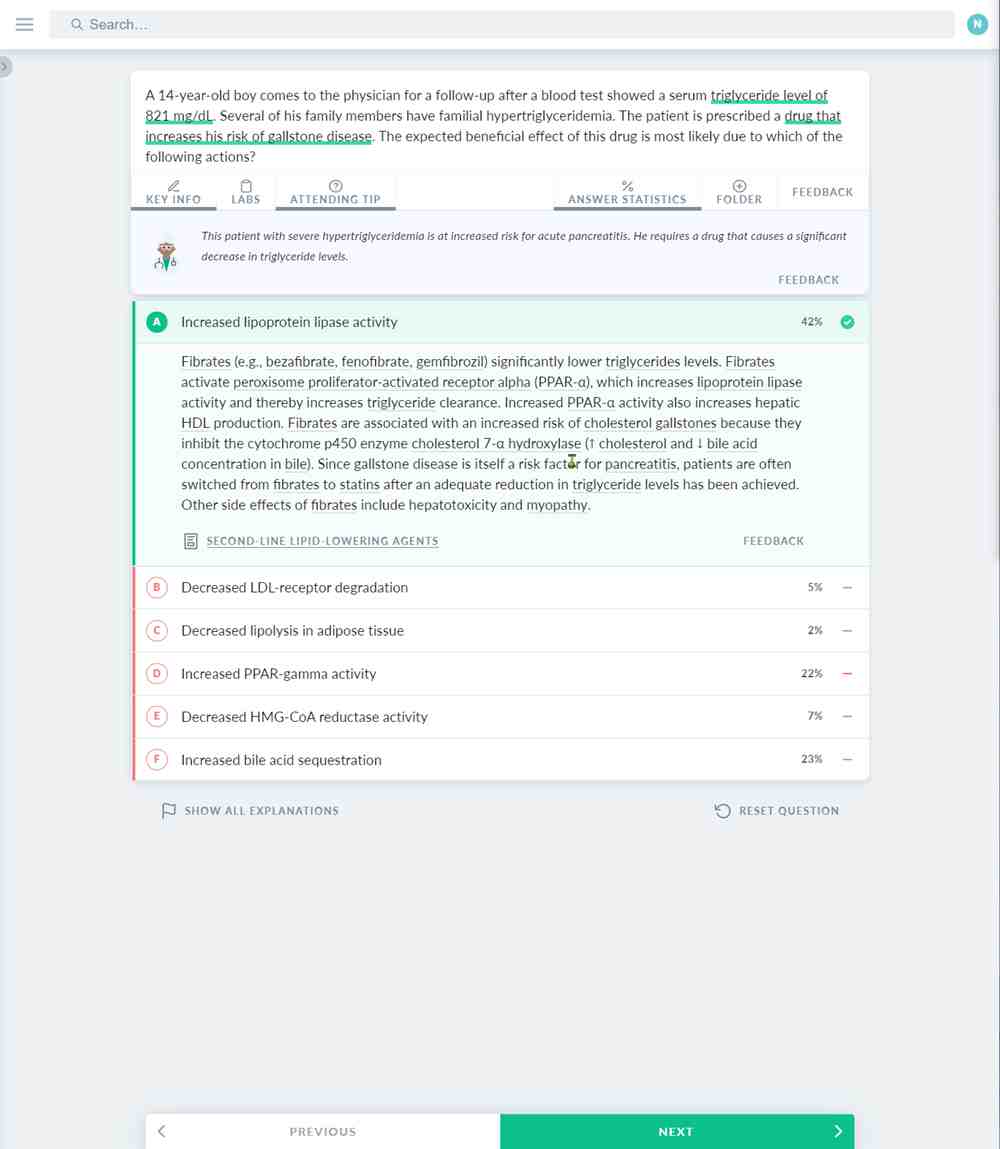 Search...
N
A 14-year-old boy comes to the physician for a follow-up after a blood test showed a serum triglyceride level of
821 mg/dL. Several of his family members have familial hypertriglyceridemia. The patient is prescribed a drug that
increases his risk of gallstone disease. The expected beneficial effect of this drug is most likely due to which of the
following actions?
KEY INFO
LABS
ATTENDING TIP
ANSWER STATISTICS
FOLDER
FEEDBACK
This patient with severe hypertriglyceridemia is at increased risk for acute pancreatitis. He requires a drug that causes a significant
decrease in triglyceride levels.
FEEDBACK
A Increased lipoprotein lipase activity 42%
Fibrates (e.g., bezafibrate, fenofibrate, gemfibrozil) significantly lower triglycerides levels. Fibrates
activate peroxisome proliferator-activated receptor alpha (PPAR-α), which increases lipoprotein lipase
activity and thereby increases triglyceride clearance. Increased PPAR-α activity also increases hepatic
HDL production. Fibrates are associated with an increased risk of cholesterol gallstones because they
inhibit the cytochrome p450 enzyme cholesterol 7-α hydroxylase (↑ cholesterol and ↓ bile acid
concentration in bile). Since gallstone disease is itself a risk factor for pancreatitis, patients are often
switched from fibrates to statins after an adequate reduction in triglyceride levels has been achieved.
Other side effects of fibrates include hepatotoxicity and myopathy.
SECOND-LINE LIPID-LOWERING AGENTS
FEEDBACK
B Decreased LDL-receptor degradation 5%
C Decreased lipolysis in adipose tissue 2%
D Increased PPAR-gamma activity 22%
E Decreased HMG-CoA reductase activity 7%
F Increased bile acid sequestration 23%
SHOW ALL EXPLANATIONS
RESET QUESTION
PREVIOUS
NEXT